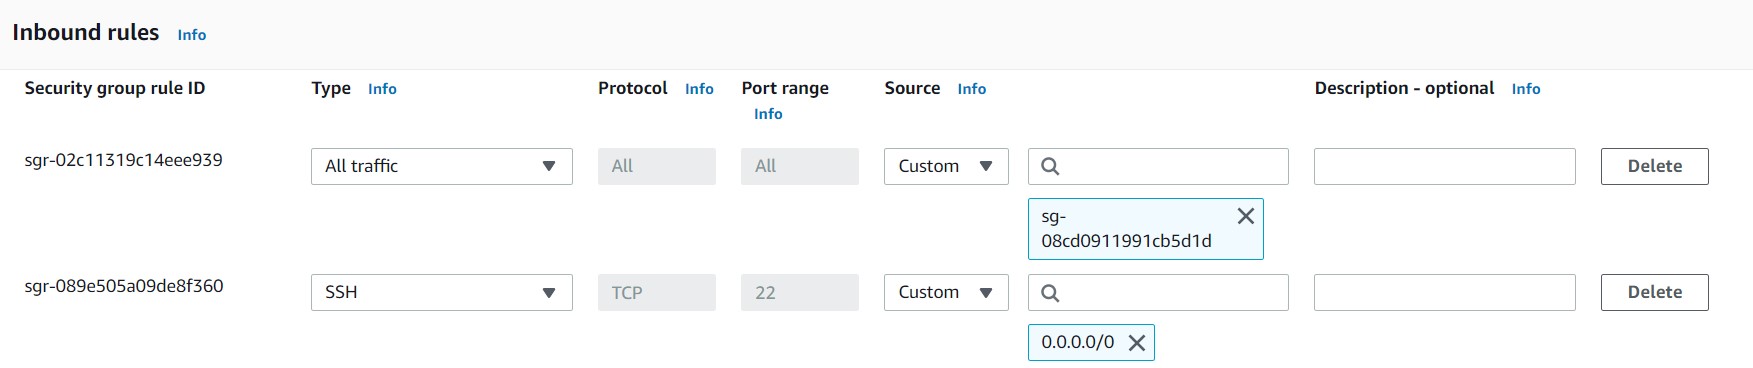 Inbound rules Info
Security group rule ID Type Info Protocol Info Port range Info Source Info Description - optional Info
sgr-02c11319c14eee939 All traffic All All Custom Delete
sg-
08cd0911991cb5d1d
sgr-089e505a09de8f360 SSH TCP 22 Custom Delete
0.0.0.0/0